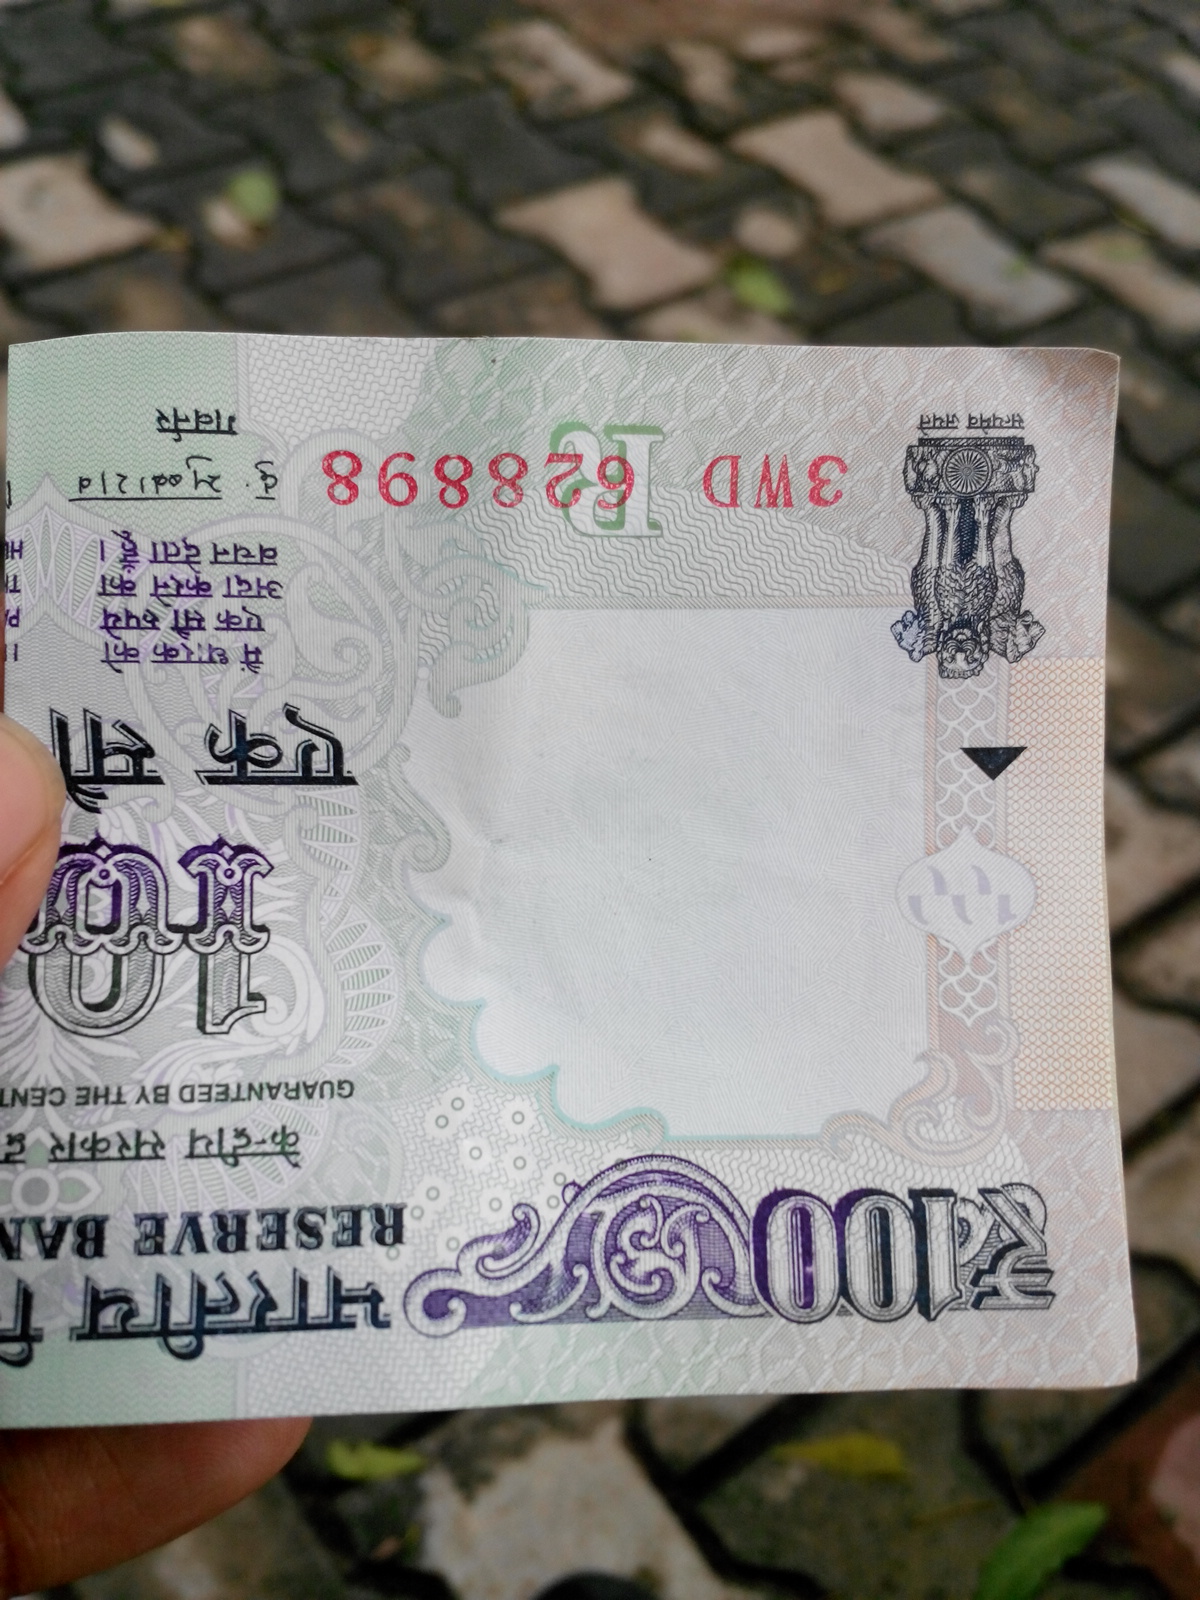 ₹100
भारतीय
RESERVE BAN
केन्द्रीय सरकार
GUARANTEED BY THE CENT
10
एक सौ
मैं धारक को
एक सौ रुपये
अदा करने का
वचन देता हूँ ।
गवर्नर
3WD 628898
R
सत्यमेव जयते